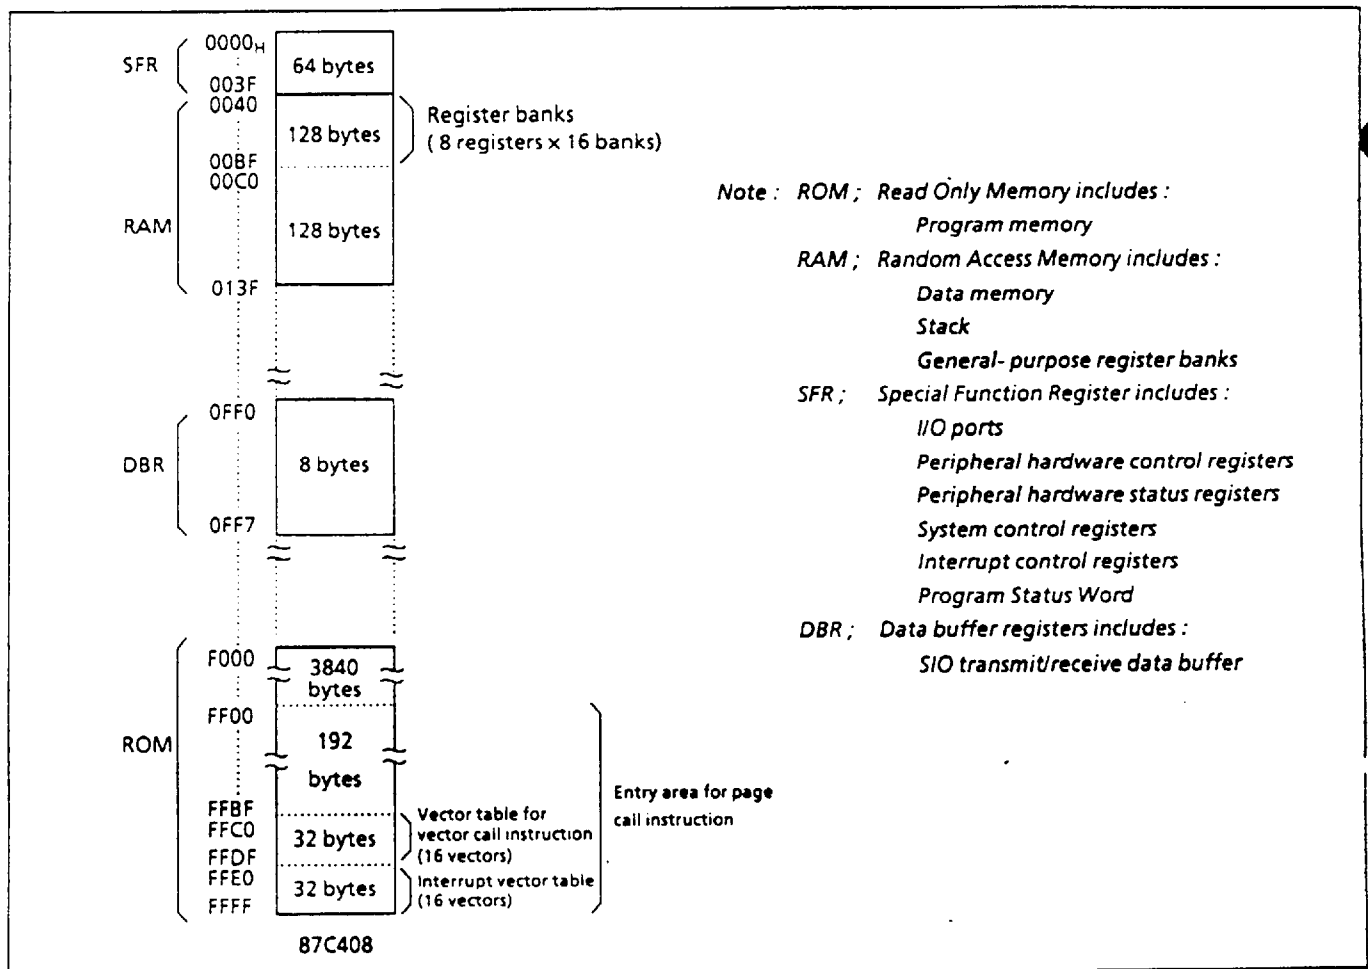 0000H
SFR
64 bytes
003F
0040
Register banks
128 bytes
( 8 registers × 16 banks)
00BF
00C0
RAM
128 bytes
013F
Note : ROM ; Read Only Memory includes :
Program memory
RAM ; Random Access Memory includes :
Data memory
Stack
General- purpose register banks
SFR ; Special Function Register includes :
I/O ports
Peripheral hardware control registers
Peripheral hardware status registers
System control registers
Interrupt control registers
Program Status Word
DBR ; Data buffer registers includes :
SIO transmit/receive data buffer
0FF0
DBR
8 bytes
0FF7
F000
3840
bytes
FF00
ROM
192
bytes
FFBF
FFC0
32 bytes
FFDF
Vector table for
vector call instruction
(16 vectors)
Entry area for page
call instruction
FFE0
32 bytes
FFFF
Interrupt vector table
(16 vectors)
87C408